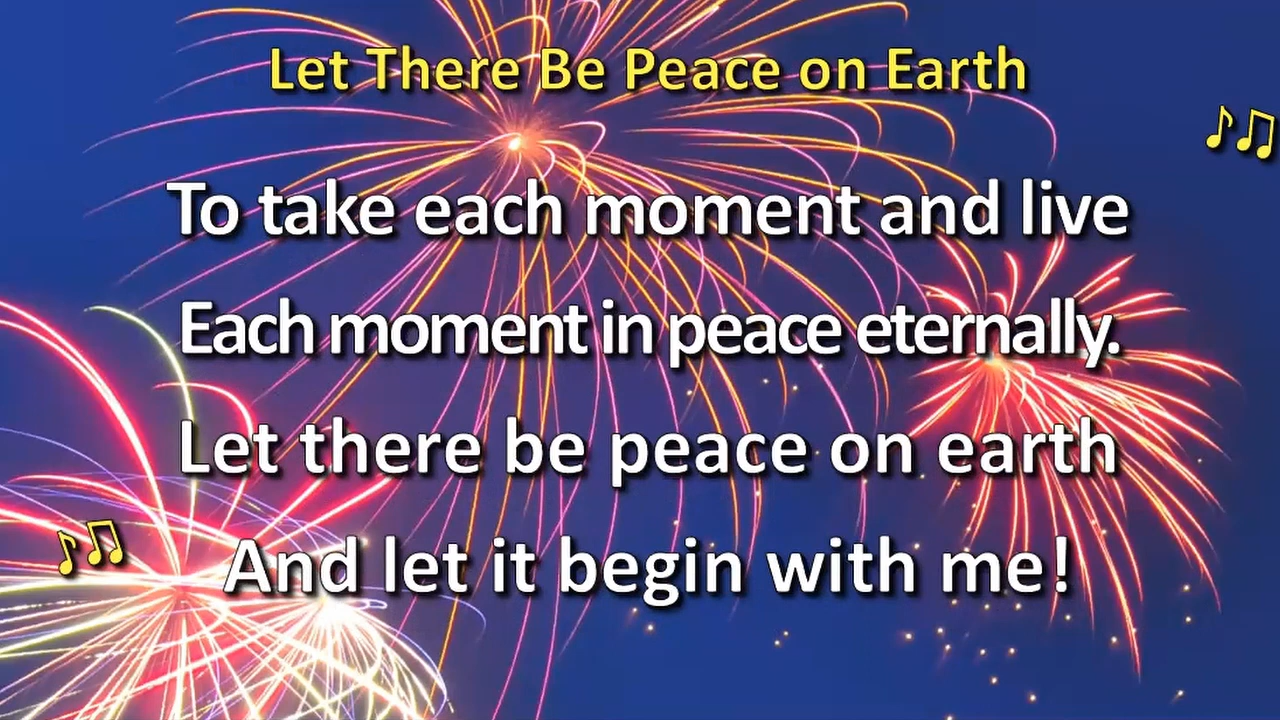 Let There Be Peace on Earth
To take each moment and live
Each moment in peace eternally.
Let there be peace on earth
And let it begin with me!